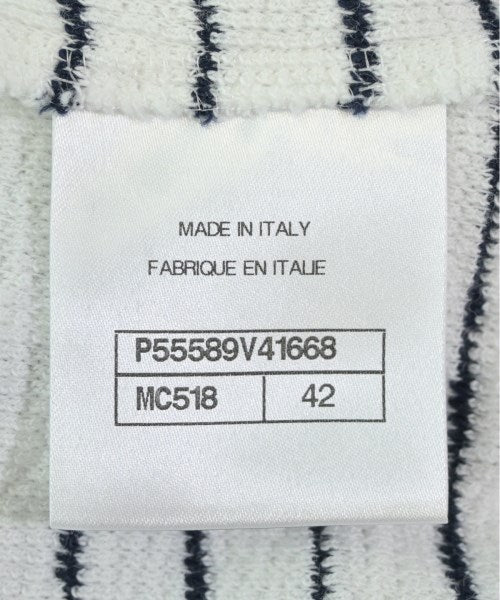 MADE IN ITALY
FABRIQUE EN ITALIE
P55589V41668
MC518 42